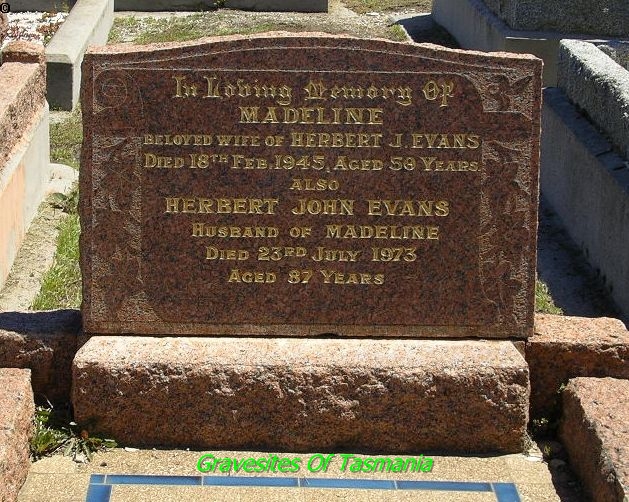 In Loving Memory Of
MADELINE
BELOVED WIFE OF HERBERT J. EVANS
DIED 18TH FEB. 1945, AGED 59 YEARS.
ALSO
HERBERT JOHN EVANS
HUSBAND OF MADELINE
DIED 23RD JULY 1973
AGED 87 YEARS
Gravesites Of Tasmania